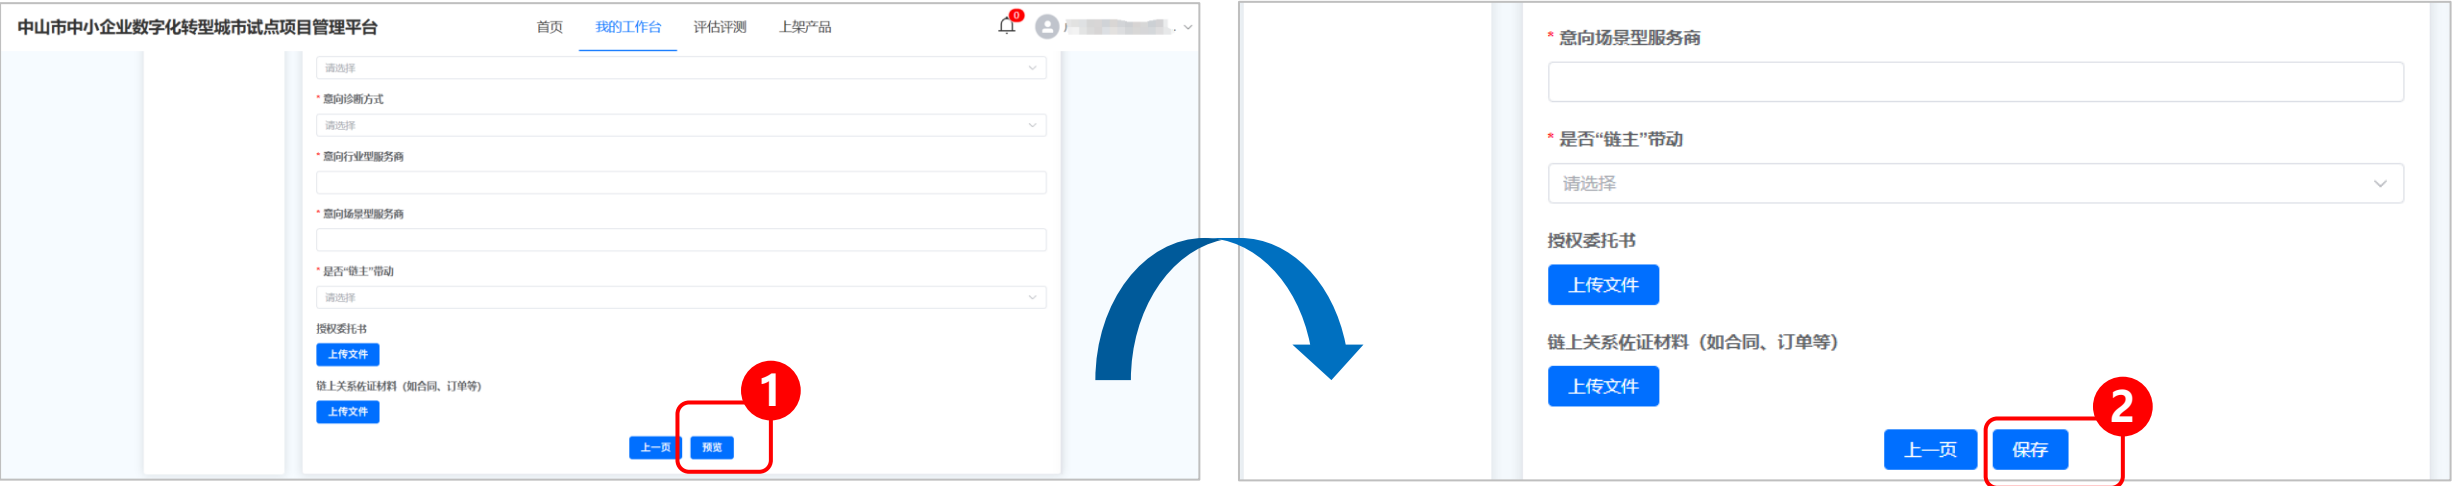 中山市中小企业数字化转型城市试点项目管理平台
首页 我的工作台 评估评测 上架产品
0
请选择
* 意向诊断方式
请选择
* 意向行业型服务商
* 意向场景型服务商
* 是否“链主”带动
请选择
授权委托书
上传文件
链上关系佐证材料（如合同、订单等）
上传文件
1
上一页 预览
* 意向场景型服务商
* 是否“链主”带动
请选择
授权委托书
上传文件
链上关系佐证材料（如合同、订单等）
上传文件
2
上一页 保存